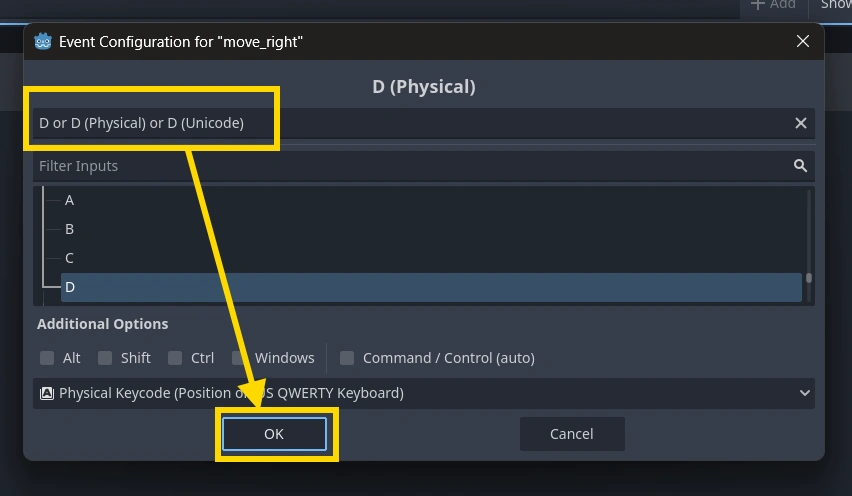 Add
Show
Event Configuration for "move_right"
D (Physical)
D or D (Physical) or D (Unicode)
Filter Inputs
A
B
C
D
Additional Options
Alt Shift Ctrl Windows Command / Control (auto)
Physical Keycode (Position US QWERTY Keyboard)
OK Cancel